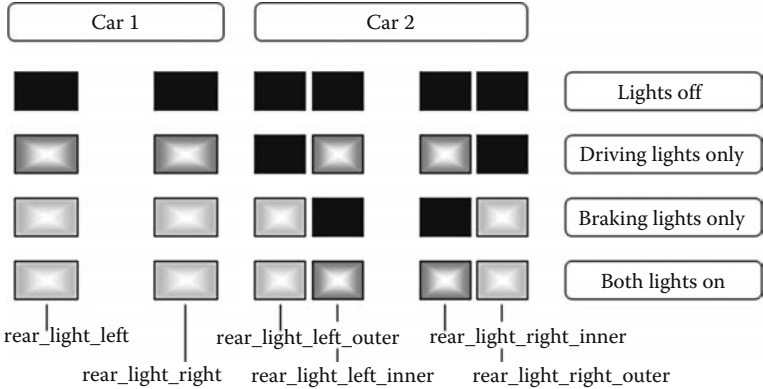 Car 1
Car 2
Lights off
Driving lights only
Braking lights only
Both lights on
rear_light_left
rear_light_left_outer
rear_light_right_inner
rear_light_right
rear_light_left_inner
rear_light_right_outer